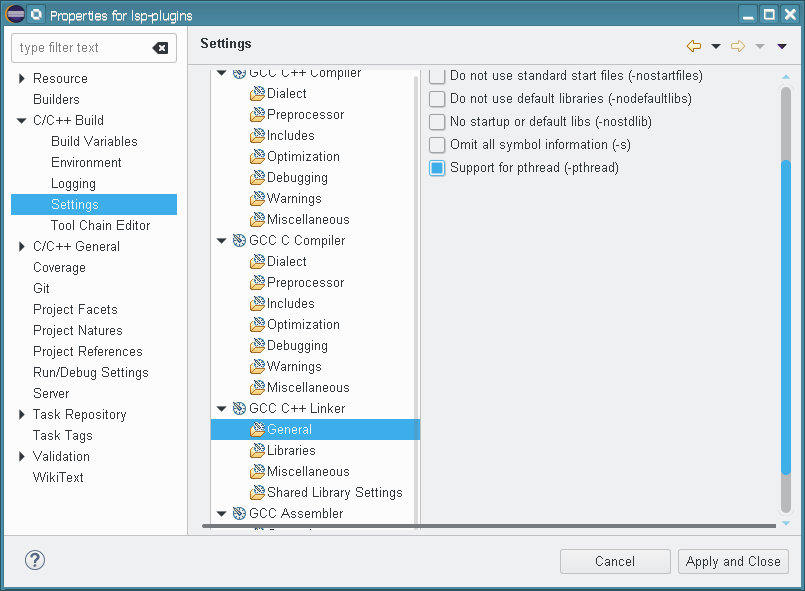 Properties for lsp-plugins
type filter text
Resource
Builders
C/C++ Build
Build Variables
Environment
Logging
Settings
Tool Chain Editor
C/C++ General
Coverage
Git
Project Facets
Project Natures
Project References
Run/Debug Settings
Server
Task Repository
Task Tags
Validation
WikiText
Settings
GCC C++ Compiler
Dialect
Preprocessor
Includes
Optimization
Debugging
Warnings
Miscellaneous
GCC C Compiler
Dialect
Preprocessor
Includes
Optimization
Debugging
Warnings
Miscellaneous
GCC C++ Linker
General
Libraries
Miscellaneous
Shared Library Settings
GCC Assembler
Do not use standard start files (-nostartfiles)
Do not use default libraries (-nodefaultlibs)
No startup or default libs (-nostdlib)
Omit all symbol information (-s)
Support for pthread (-pthread)
?
Cancel
Apply and Close